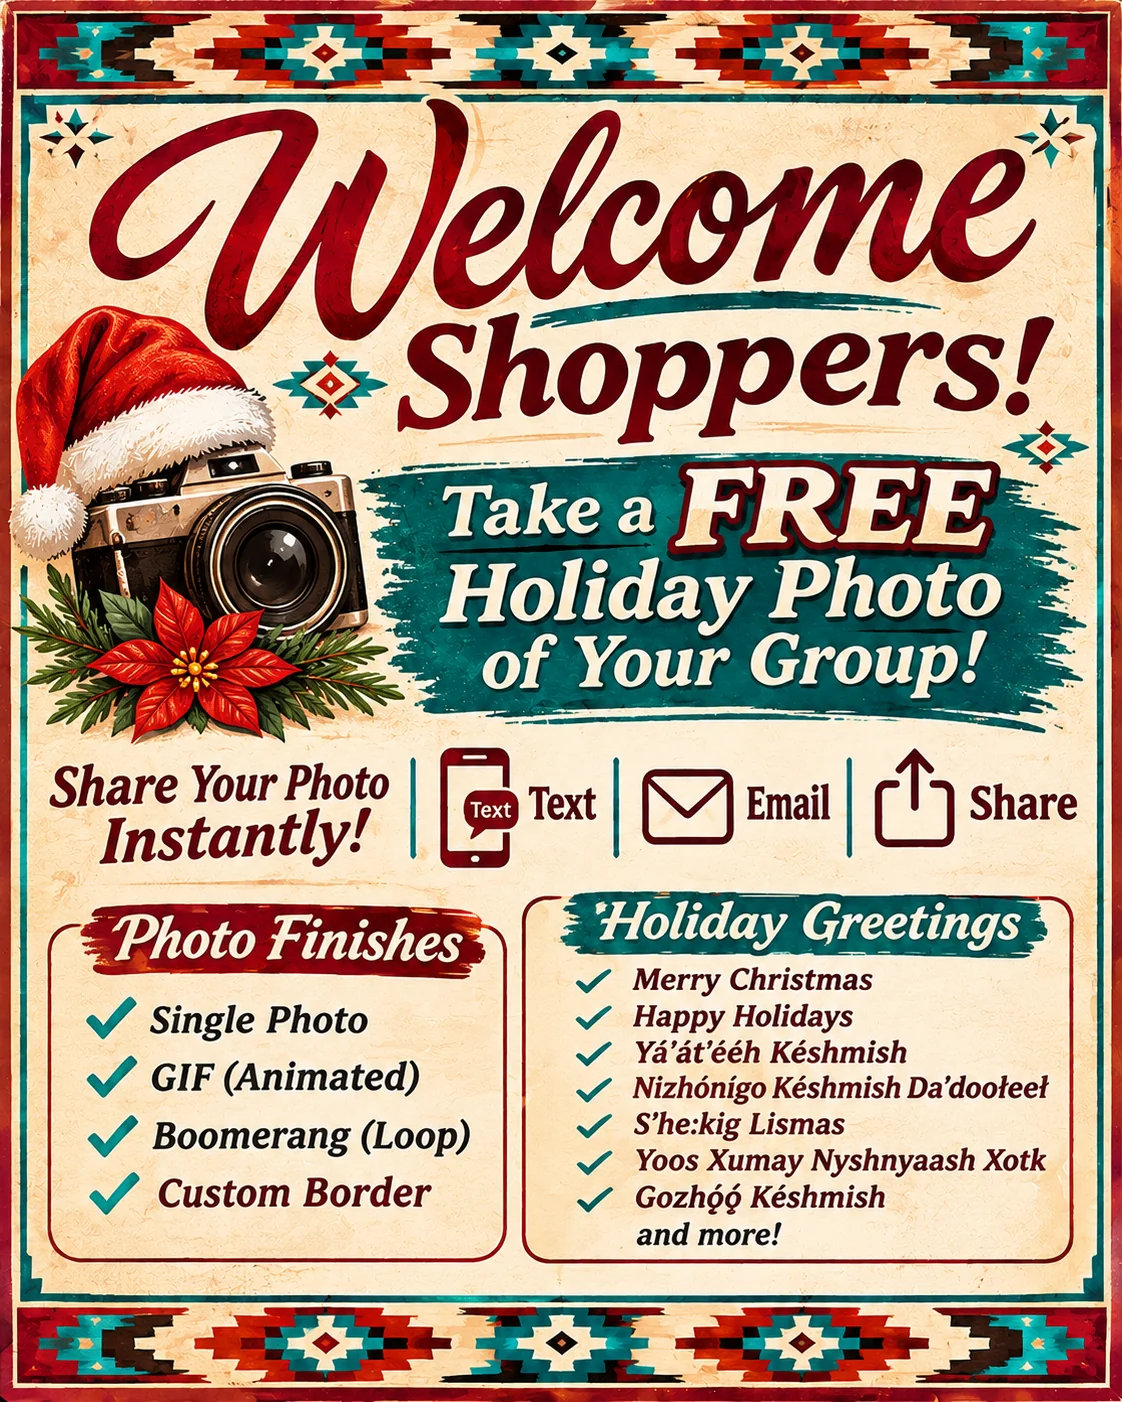 Welcome
Shoppers!
Take a FREE
Holiday Photo
of Your Group!
Share Your Photo
Instantly!
Text
Text
Email
Share
Photo Finishes
Single Photo
GIF (Animated)
Boomerang (Loop)
Custom Border
Holiday Greetings
Merry Christmas
Happy Holidays
Yá’át’ééh Késhmish
Nizhónígo Késhmish Da’doołeeł
S’he:kig Lismas
Yoos Xumay Nyshnyaash Xotk
Gozhǫ́ǫ́ Késhmish
and more!